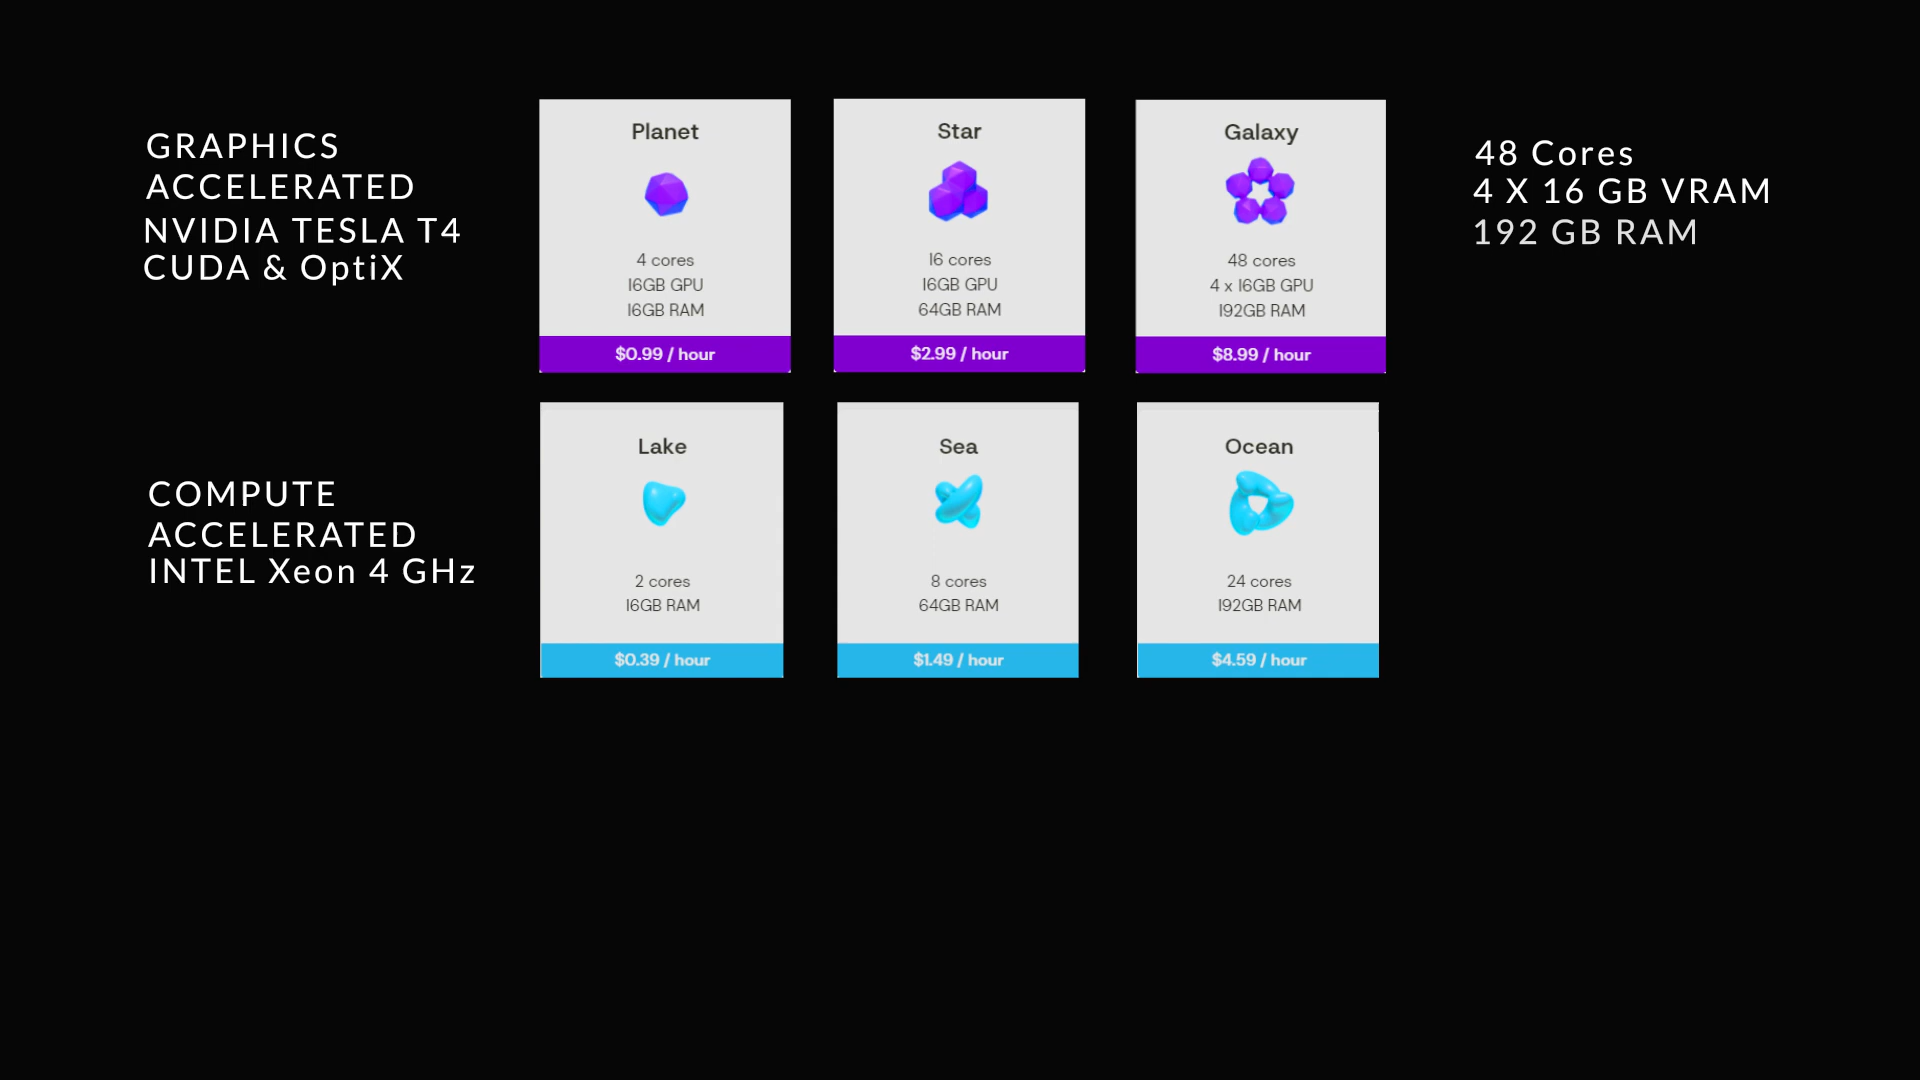 GRAPHICS
ACCELERATED
NVIDIA TESLA T4
CUDA & OptiX
Planet
4 cores
16GB GPU
16GB RAM
$0.99 / hour
Star
16 cores
16GB GPU
64GB RAM
$2.99 / hour
Galaxy
48 cores
4 x 16GB GPU
192GB RAM
$8.99 / hour
48 Cores
4 X 16 GB VRAM
192 GB RAM
COMPUTE
ACCELERATED
INTEL Xeon 4 GHz
Lake
2 cores
16GB RAM
$0.39 / hour
Sea
8 cores
64GB RAM
$1.49 / hour
Ocean
24 cores
192GB RAM
$4.59 / hour